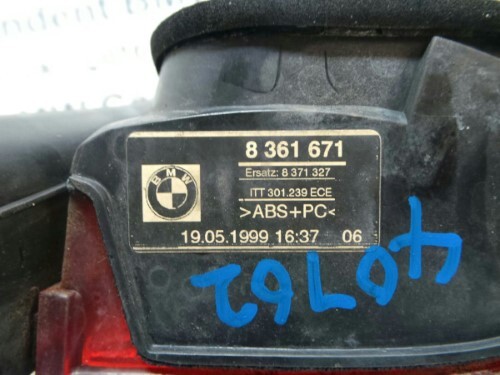 8 361 671
Ersatz: 8 371 327
ITT 301.239 ECE
>ABS+PC<
BMW
19.05.1999 16:37 06
40762